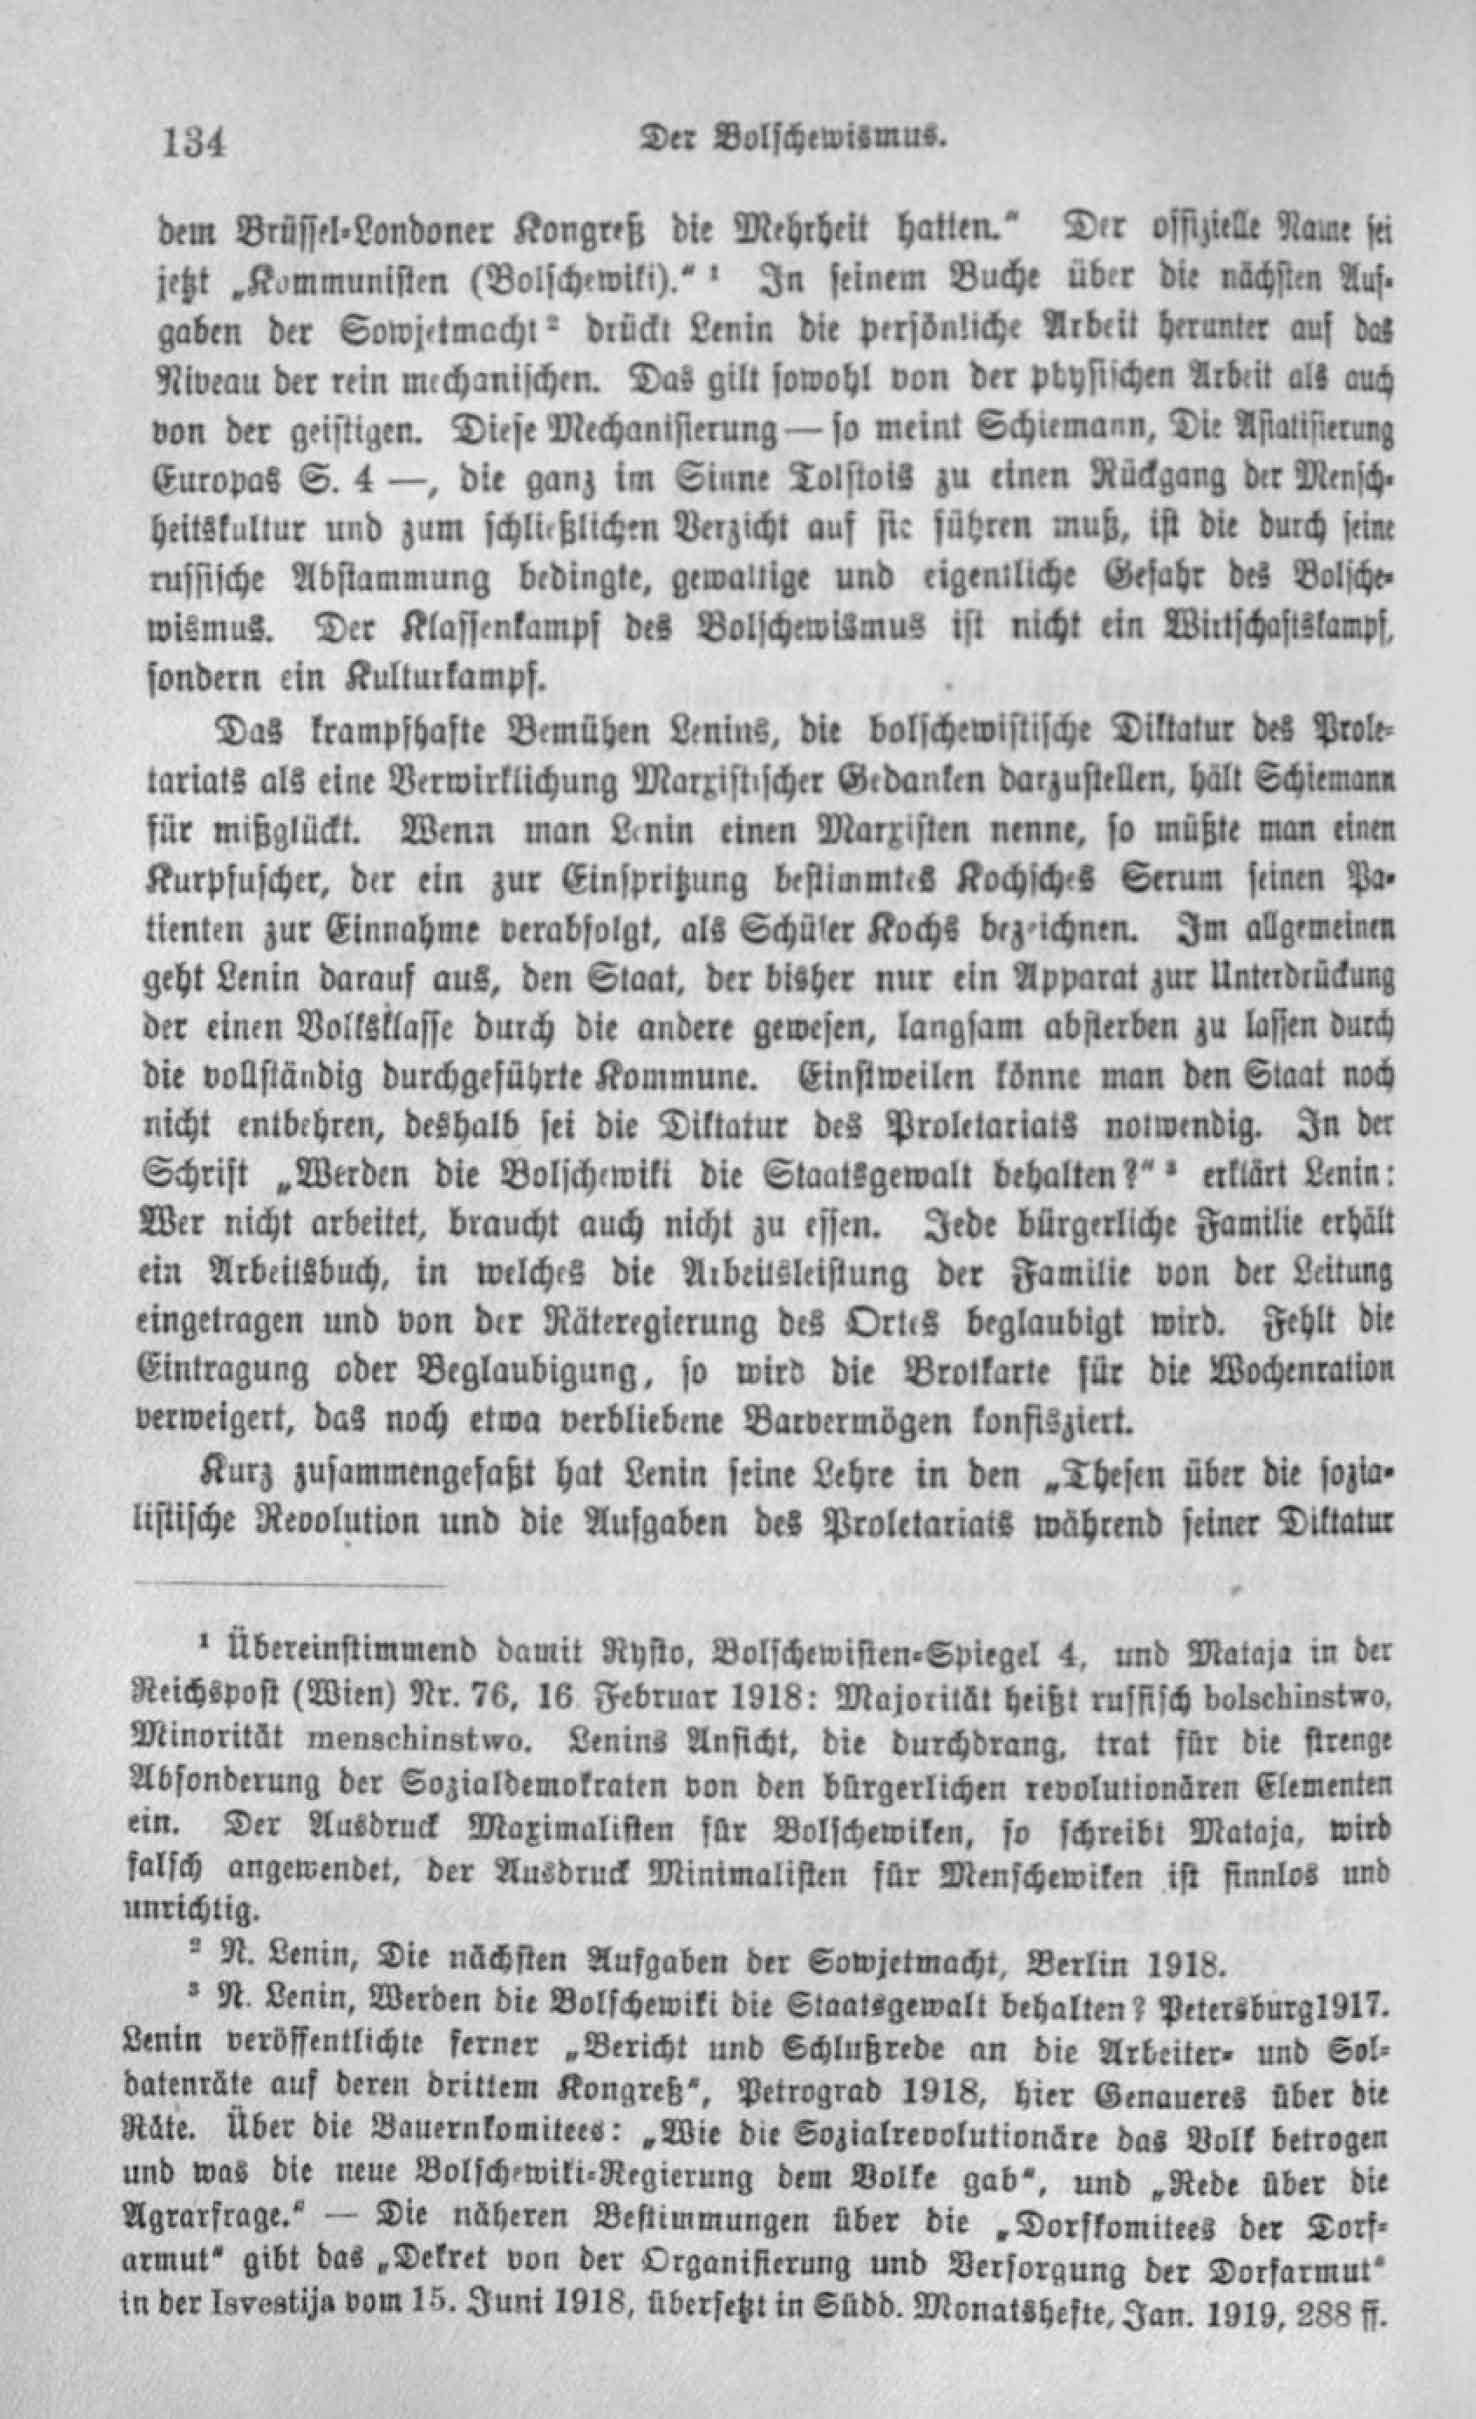 134 Der Bolschewismus.
dem Brüssel-Londoner Kongreß die Mehrheit hatten.“ Der offizielle Name sei
jetzt „Kommunisten (Bolschewiki).“ ¹ In seinem Buche über die nächsten Auf-
gaben der Sowjetmacht ² drückt Lenin die persönliche Arbeit herunter auf das
Niveau der rein mechanischen. Das gilt sowohl von der physischen Arbeit als auch
von der geistigen. Diese Mechanisierung — so meint Schiemann, Die Asiatisierung
Europas S. 4 —, die ganz im Sinne Tolstois zu einen Rückgang der Mensch-
heitskultur und zum schließlichen Verzicht auf sie führen muß, ist die durch seine
russische Abstammung bedingte, gewaltige und eigentliche Gefahr des Bolsche-
wismus. Der Klassenkampf des Bolschewismus ist nicht ein Wirtschaftskampf,
sondern ein Kulturkampf.
Das krampfhafte Bemühen Lenins, die bolschewistische Diktatur des Prole-
tariats als eine Verwirklichung Marxistischer Gedanken darzustellen, hält Schiemann
für mißglückt. Wenn man Lenin einen Marxisten nenne, so müßte man einen
Kurpfuscher, der ein zur Einspritzung bestimmtes Kochsches Serum seinen Pa-
tienten zur Einnahme verabfolgt, als Schüler Kochs bezeichnen. Im allgemeinen
geht Lenin darauf aus, den Staat, der bisher nur ein Apparat zur Unterdrückung
der einen Volksklasse durch die andere gewesen, langsam absterben zu lassen durch
die vollständig durchgeführte Kommune. Einstweilen könne man den Staat noch
nicht entbehren, deshalb sei die Diktatur des Proletariats notwendig. In der
Schrift „Werden die Bolschewiki die Staatsgewalt behalten?“ ³ erklärt Lenin:
Wer nicht arbeitet, braucht auch nicht zu essen. Jede bürgerliche Familie erhält
ein Arbeitsbuch, in welches die Arbeitsleistung der Familie von der Leitung
eingetragen und von der Räteregierung des Ortes beglaubigt wird. Fehlt die
Eintragung oder Beglaubigung, so wird die Brotkarte für die Wochenration
verweigert, das noch etwa verbliebene Barvermögen konfisziert.
Kurz zusammengefaßt hat Lenin seine Lehre in den „Thesen über die sozia-
listische Revolution und die Aufgaben des Proletariats während seiner Diktatur
¹ Übereinstimmend damit Nysto, Bolschewisten-Spiegel 4, und Mataja in der
Reichspost (Wien) Nr. 76, 16 Februar 1918: Majorität heißt russisch bolschinstwo,
Minorität menschinstwo. Lenins Ansicht, die durchdrang, trat für die strenge
Absonderung der Sozialdemokraten von den bürgerlichen revolutionären Elementen
ein. Der Ausdruck Maximalisten für Bolschewiken, so schreibt Mataja, wird
falsch angewendet, der Ausdruck Minimalisten für Menschewiken ist sinnlos und
unrichtig.
² N. Lenin, Die nächsten Aufgaben der Sowjetmacht, Berlin 1918.
³ N. Lenin, Werden die Bolschewiki die Staatsgewalt behalten? Petersburg 1917.
Lenin veröffentlichte ferner „Bericht und Schlußrede an die Arbeiter- und Sol-
datenräte auf deren drittem Kongreß“, Petrograd 1918, hier Genaueres über die
Räte. Über die Bauernkomitees: „Wie die Sozialrevolutionäre das Volk betrogen
und was die neue Bolschewiki-Regierung dem Volke gab“, und „Rede über die
Agrarfrage.“ — Die näheren Bestimmungen über die „Dorfkomitees der Dorf-
armut“ gibt das „Dekret von der Organisierung und Versorgung der Dorfarmut“
in der Isvestija vom 15. Juni 1918, übersetzt in Südd. Monatshefte, Jan. 1919, 288 ff.